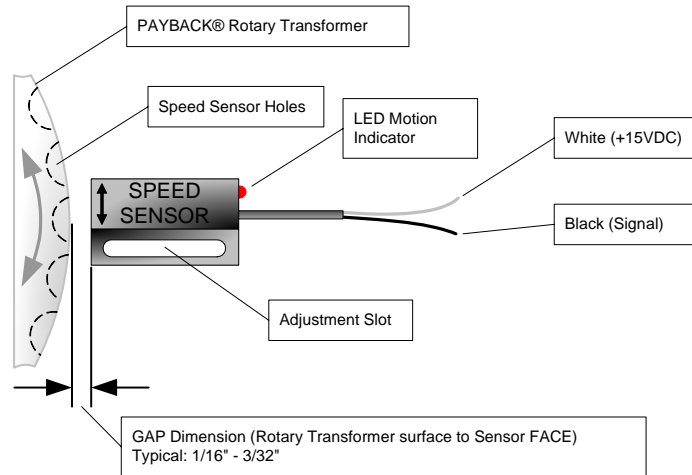 PAYBACK® Rotary Transformer
Speed Sensor Holes
LED Motion
Indicator
White (+15VDC)
SPEED
SENSOR
Black (Signal)
Adjustment Slot
GAP Dimension (Rotary Transformer surface to Sensor FACE)
Typical: 1/16" - 3/32"